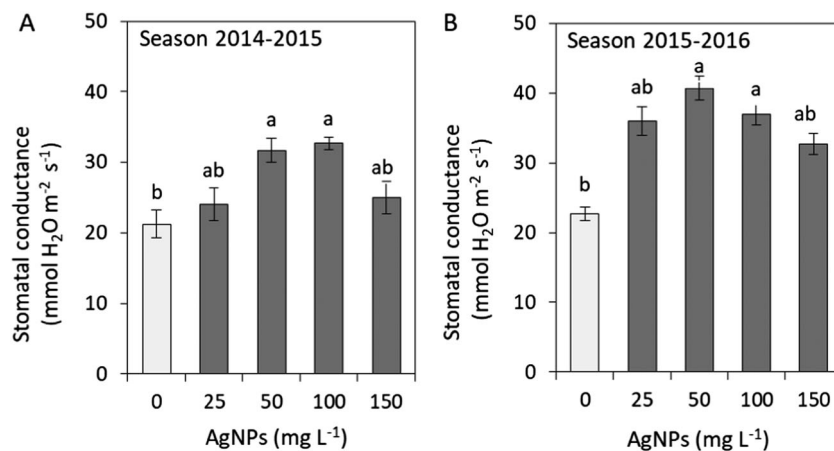 A
Season 2014-2015
Stomatal conductance
(mmol H₂O m⁻² s⁻¹)
50
40
30
20
10
0
b
ab
a
a
ab
0 25 50 100 150
AgNPs (mg L⁻¹)
B
Season 2015-2016
Stomatal conductance
(mmol H₂O m⁻² s⁻¹)
50
40
30
20
10
0
b
ab
a
a
ab
0 25 50 100 150
AgNPs (mg L⁻¹)